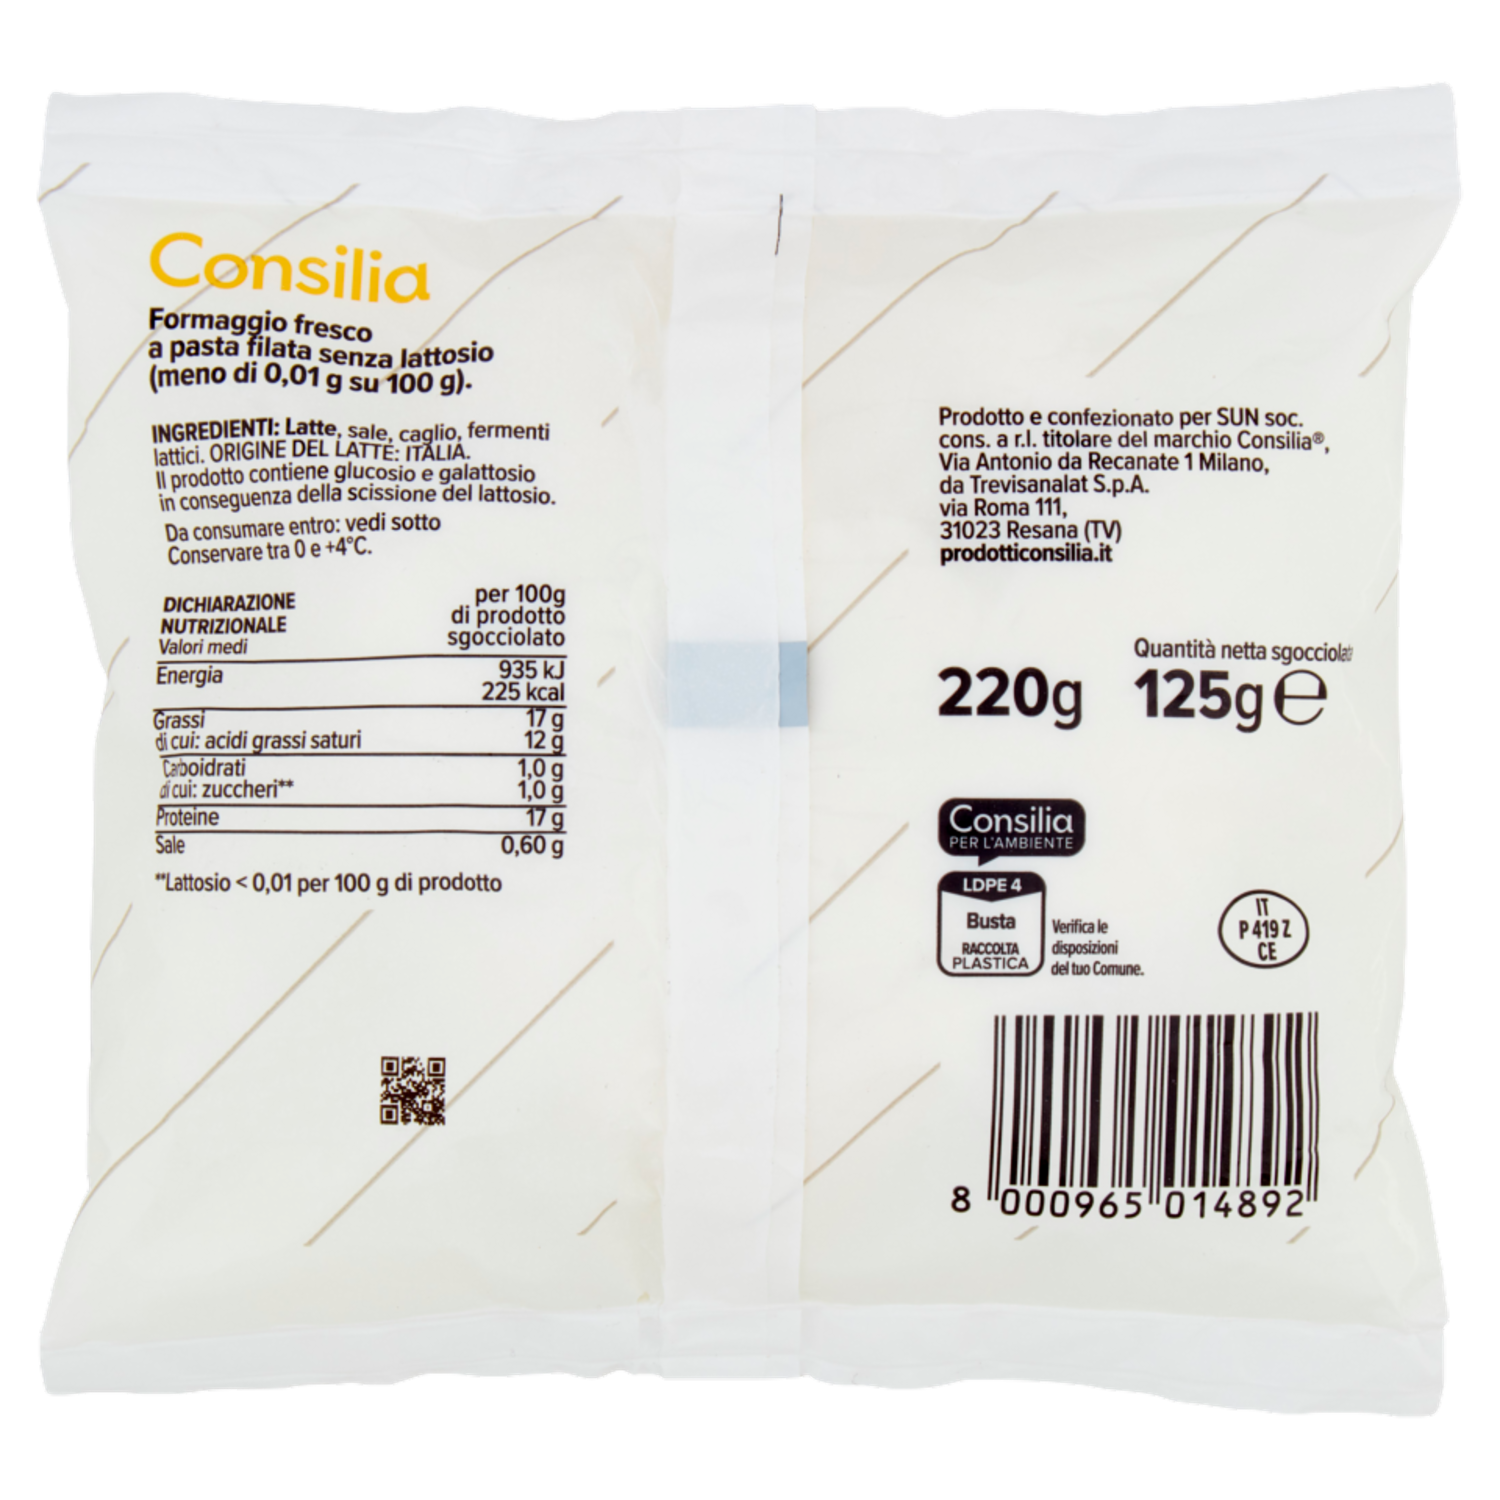 Consilia
Formaggio fresco
a pasta filata senza lattosio
(meno di 0,01 g su 100 g).
INGREDIENTI: Latte, sale, caglio, fermenti
lattici. ORIGINE DEL LATTE: ITALIA.
Il prodotto contiene glucosio e galattosio
in conseguenza della scissione del lattosio.
Da consumare entro: vedi sotto
Conservare tra 0 e +4°C.
DICHIARAZIONE
NUTRIZIONALE
Valori medi
per 100g
di prodotto
sgocciolato
Energia 935 kJ
225 kcal
Grassi 17 g
di cui: acidi grassi saturi 12 g
Carboidrati 1,0 g
di cui: zuccheri** 1,0 g
Proteine 17 g
Sale 0,60 g
**Lattosio < 0,01 per 100 g di prodotto
Prodotto e confezionato per SUN soc.
cons. a r.l. titolare del marchio Consilia®,
Via Antonio da Recanate 1 Milano,
da Trevisanalat S.p.A.
via Roma 111,
31023 Resana (TV)
prodotticonsilia.it
Quantità netta sgocciolata
220g 125g e
Consilia
PER L'AMBIENTE
LDPE 4
Busta
RACCOLTA
PLASTICA
Verifica le
disposizioni
del tuo Comune.
IT
P 419 Z
CE
8 000965 014892